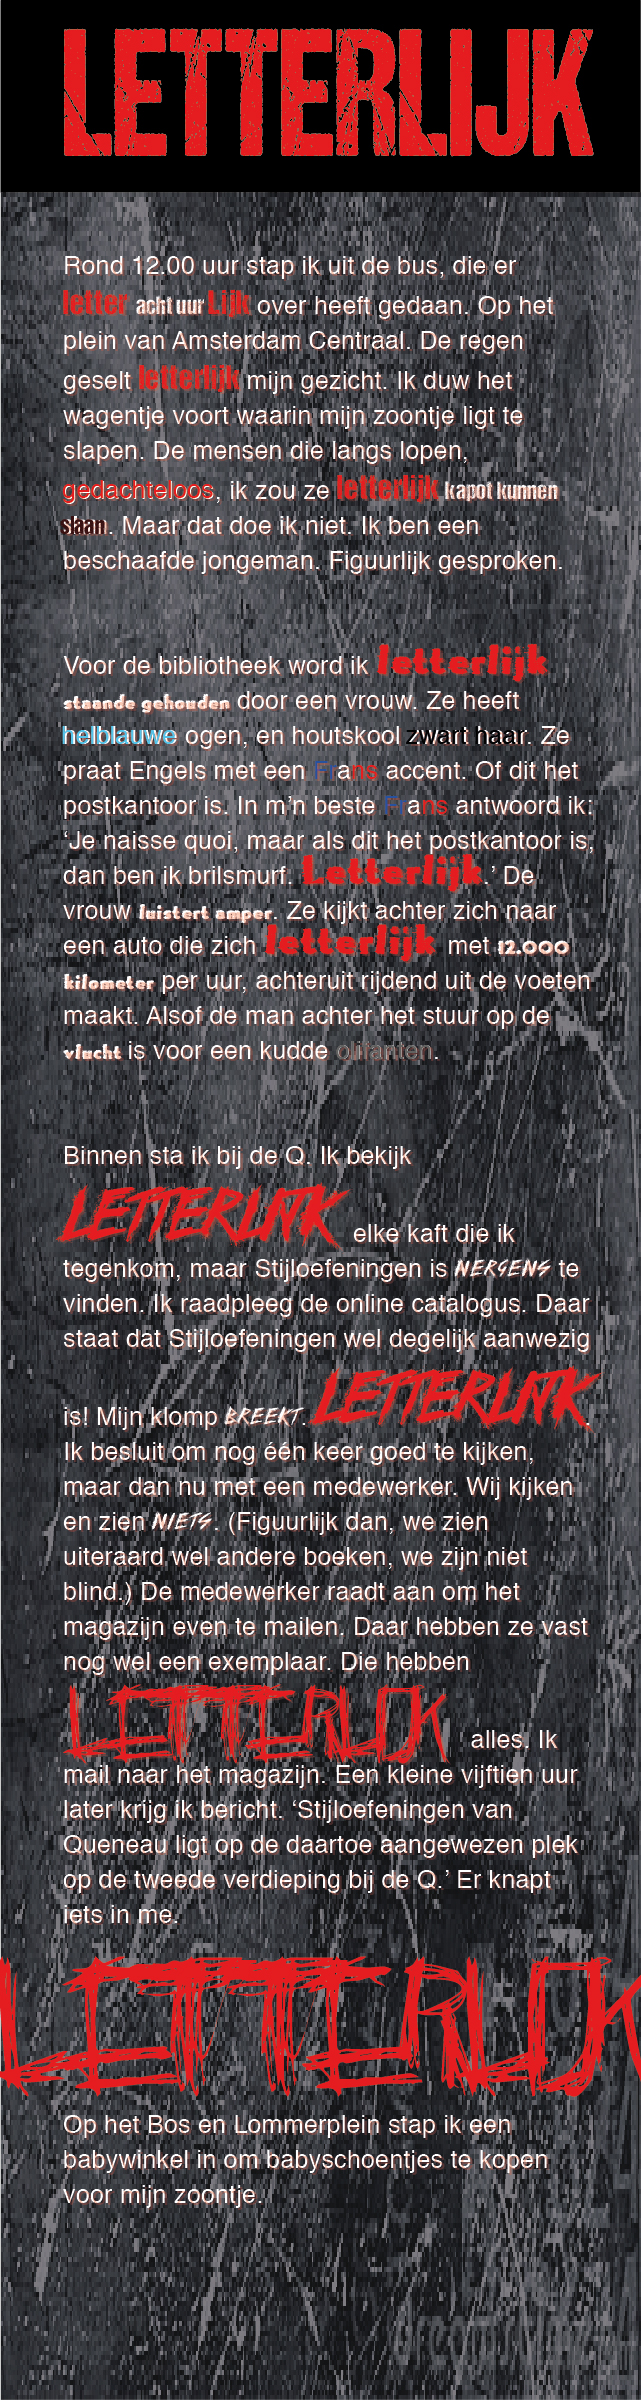 LETTERLIJK
Rond 12.00 uur stap ik uit de bus, die er
letter acht uur Lijk over heeft gedaan. Op het
plein van Amsterdam Centraal. De regen
geselt letterlijk mijn gezicht. Ik duw het
wagentje voort waarin mijn zoontje ligt te
slapen. De mensen die langs lopen,
gedachteloos, ik zou ze letterlijk kapot kunnen
slaan. Maar dat doe ik niet. Ik ben een
beschaafde jongeman. Figuurlijk gesproken.
Voor de bibliotheek word ik letterlijk
staande gehouden door een vrouw. Ze heeft
helblauwe ogen, en houtskool zwart haar. Ze
praat Engels met een Frans accent. Of dit het
postkantoor is. In m’n beste Frans antwoord ik:
‘Je naisse quoi, maar als dit het postkantoor is,
dan ben ik brilsmurf. Letterlijk.’ De
vrouw luistert amper. Ze kijkt achter zich naar
een auto die zich letterlijk met 12.000
kilometer per uur, achteruit rijdend uit de voeten
maakt. Alsof de man achter het stuur op de
vlucht is voor een kudde olifanten.
Binnen sta ik bij de Q. Ik bekijk
LETTERLIJK elke kaft die ik
tegenkom, maar Stijloefeningen is NERGENS te
vinden. Ik raadpleeg de online catalogus. Daar
staat dat Stijloefeningen wel degelijk aanwezig
is! Mijn klomp BREEKT. LETTERLIJK.
Ik besluit om nog één keer goed te kijken,
maar dan nu met een medewerker. Wij kijken
en zien NIETS. (Figuurlijk dan, we zien
uiteraard wel andere boeken, we zijn niet
blind.) De medewerker raadt aan om het
magazijn even te mailen. Daar hebben ze vast
nog wel een exemplaar. Die hebben
LETTERLIJK alles. Ik
mail naar het magazijn. Een kleine vijftien uur
later krijg ik bericht. ‘Stijloefeningen van
Queneau ligt op de daartoe aangewezen plek
op de tweede verdieping bij de Q.’ Er knapt
iets in me.
LETTERLIJK
Op het Bos en Lommerplein stap ik een
babywinkel in om babyschoentjes te kopen
voor mijn zoontje.